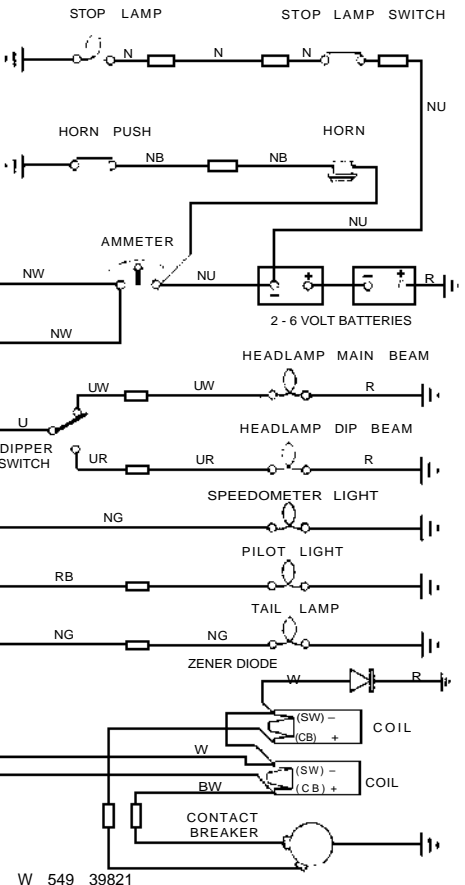 STOP LAMP STOP LAMP SWITCH
N N N
NU
HORN PUSH HORN
NB NB
NU
AMMETER
NW NU + + R
− −
2 - 6 VOLT BATTERIES
NW
HEADLAMP MAIN BEAM
UW UW R
U
HEADLAMP DIP BEAM
DIPPER
SWITCH
UR UR R
SPEEDOMETER LIGHT
NG
PILOT LIGHT
RB
TAIL LAMP
NG NG
ZENER DIODE
W R
(SW) −
COIL
(CB) +
W
(SW) −
COIL
(CB) +
BW
CONTACT
BREAKER
W 549 39821